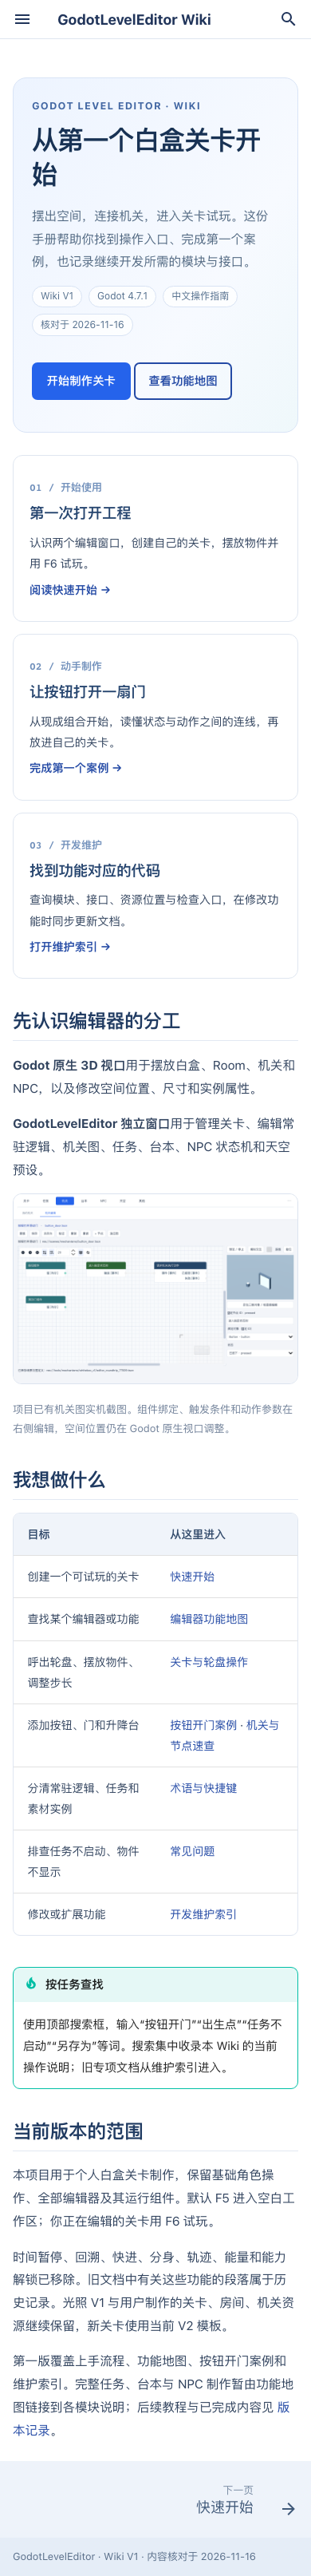 GodotLevelEditor Wiki
GODOT LEVEL EDITOR · WIKI
从第一个白盒关卡开
始
摆出空间，连接机关，进入关卡试玩。这份
手册帮助你找到操作入口、完成第一个案
例，也记录继续开发所需的模块与接口。
Wiki V1
Godot 4.7.1
中文操作指南
核对于 2026-11-16
开始制作关卡
查看功能地图
01 / 开始使用
第一次打开工程
认识两个编辑窗口，创建自己的关卡，摆放物件并
用 F6 试玩。
阅读快速开始 →
02 / 动手制作
让按钮打开一扇门
从现成组合开始，读懂状态与动作之间的连线，再
放进自己的关卡。
完成第一个案例 →
03 / 开发维护
找到功能对应的代码
查询模块、接口、资源位置与检查入口，在修改功
能时同步更新文档。
打开维护索引 →
先认识编辑器的分工
Godot 原生 3D 视口用于摆放白盒、Room、机关和
NPC，以及修改空间位置、尺寸和实例属性。
GodotLevelEditor 独立窗口用于管理关卡、编辑常
驻逻辑、机关图、任务、台本、NPC 状态机和天空
预设。
项目已有机关图实机截图。组件绑定、触发条件和动作参数在
右侧编辑，空间位置仍在 Godot 原生视口调整。
我想做什么
目标
从这里进入
创建一个可试玩的关卡
快速开始
查找某个编辑器或功能
编辑器功能地图
呼出轮盘、摆放物件、
调整步长
关卡与轮盘操作
添加按钮、门和升降台
按钮开门案例 · 机关与
节点速查
分清常驻逻辑、任务和
素材实例
术语与快捷键
排查任务不启动、物件
不显示
常见问题
修改或扩展功能
开发维护索引
按任务查找
使用顶部搜索框，输入“按钮开门”“出生点”“任务不
启动”“另存为”等词。搜索集中收录本 Wiki 的当前
操作说明；旧专项文档从维护索引进入。
当前版本的范围
本项目用于个人白盒关卡制作，保留基础角色操
作、全部编辑器及其运行组件。默认 F5 进入空白工
作区；你正在编辑的关卡用 F6 试玩。
时间暂停、回溯、快进、分身、轨迹、能量和能力
解锁已移除。旧文档中有关这些功能的段落属于历
史记录。光照 V1 与用户制作的关卡、房间、机关资
源继续保留，新关卡使用当前 V2 模板。
第一版覆盖上手流程、功能地图、按钮开门案例和
维护索引。完整任务、台本与 NPC 制作暂由功能地
图链接到各模块说明；后续教程与已完成内容见 版
本记录。
下一页
快速开始
GodotLevelEditor · Wiki V1 · 内容核对于 2026-11-16